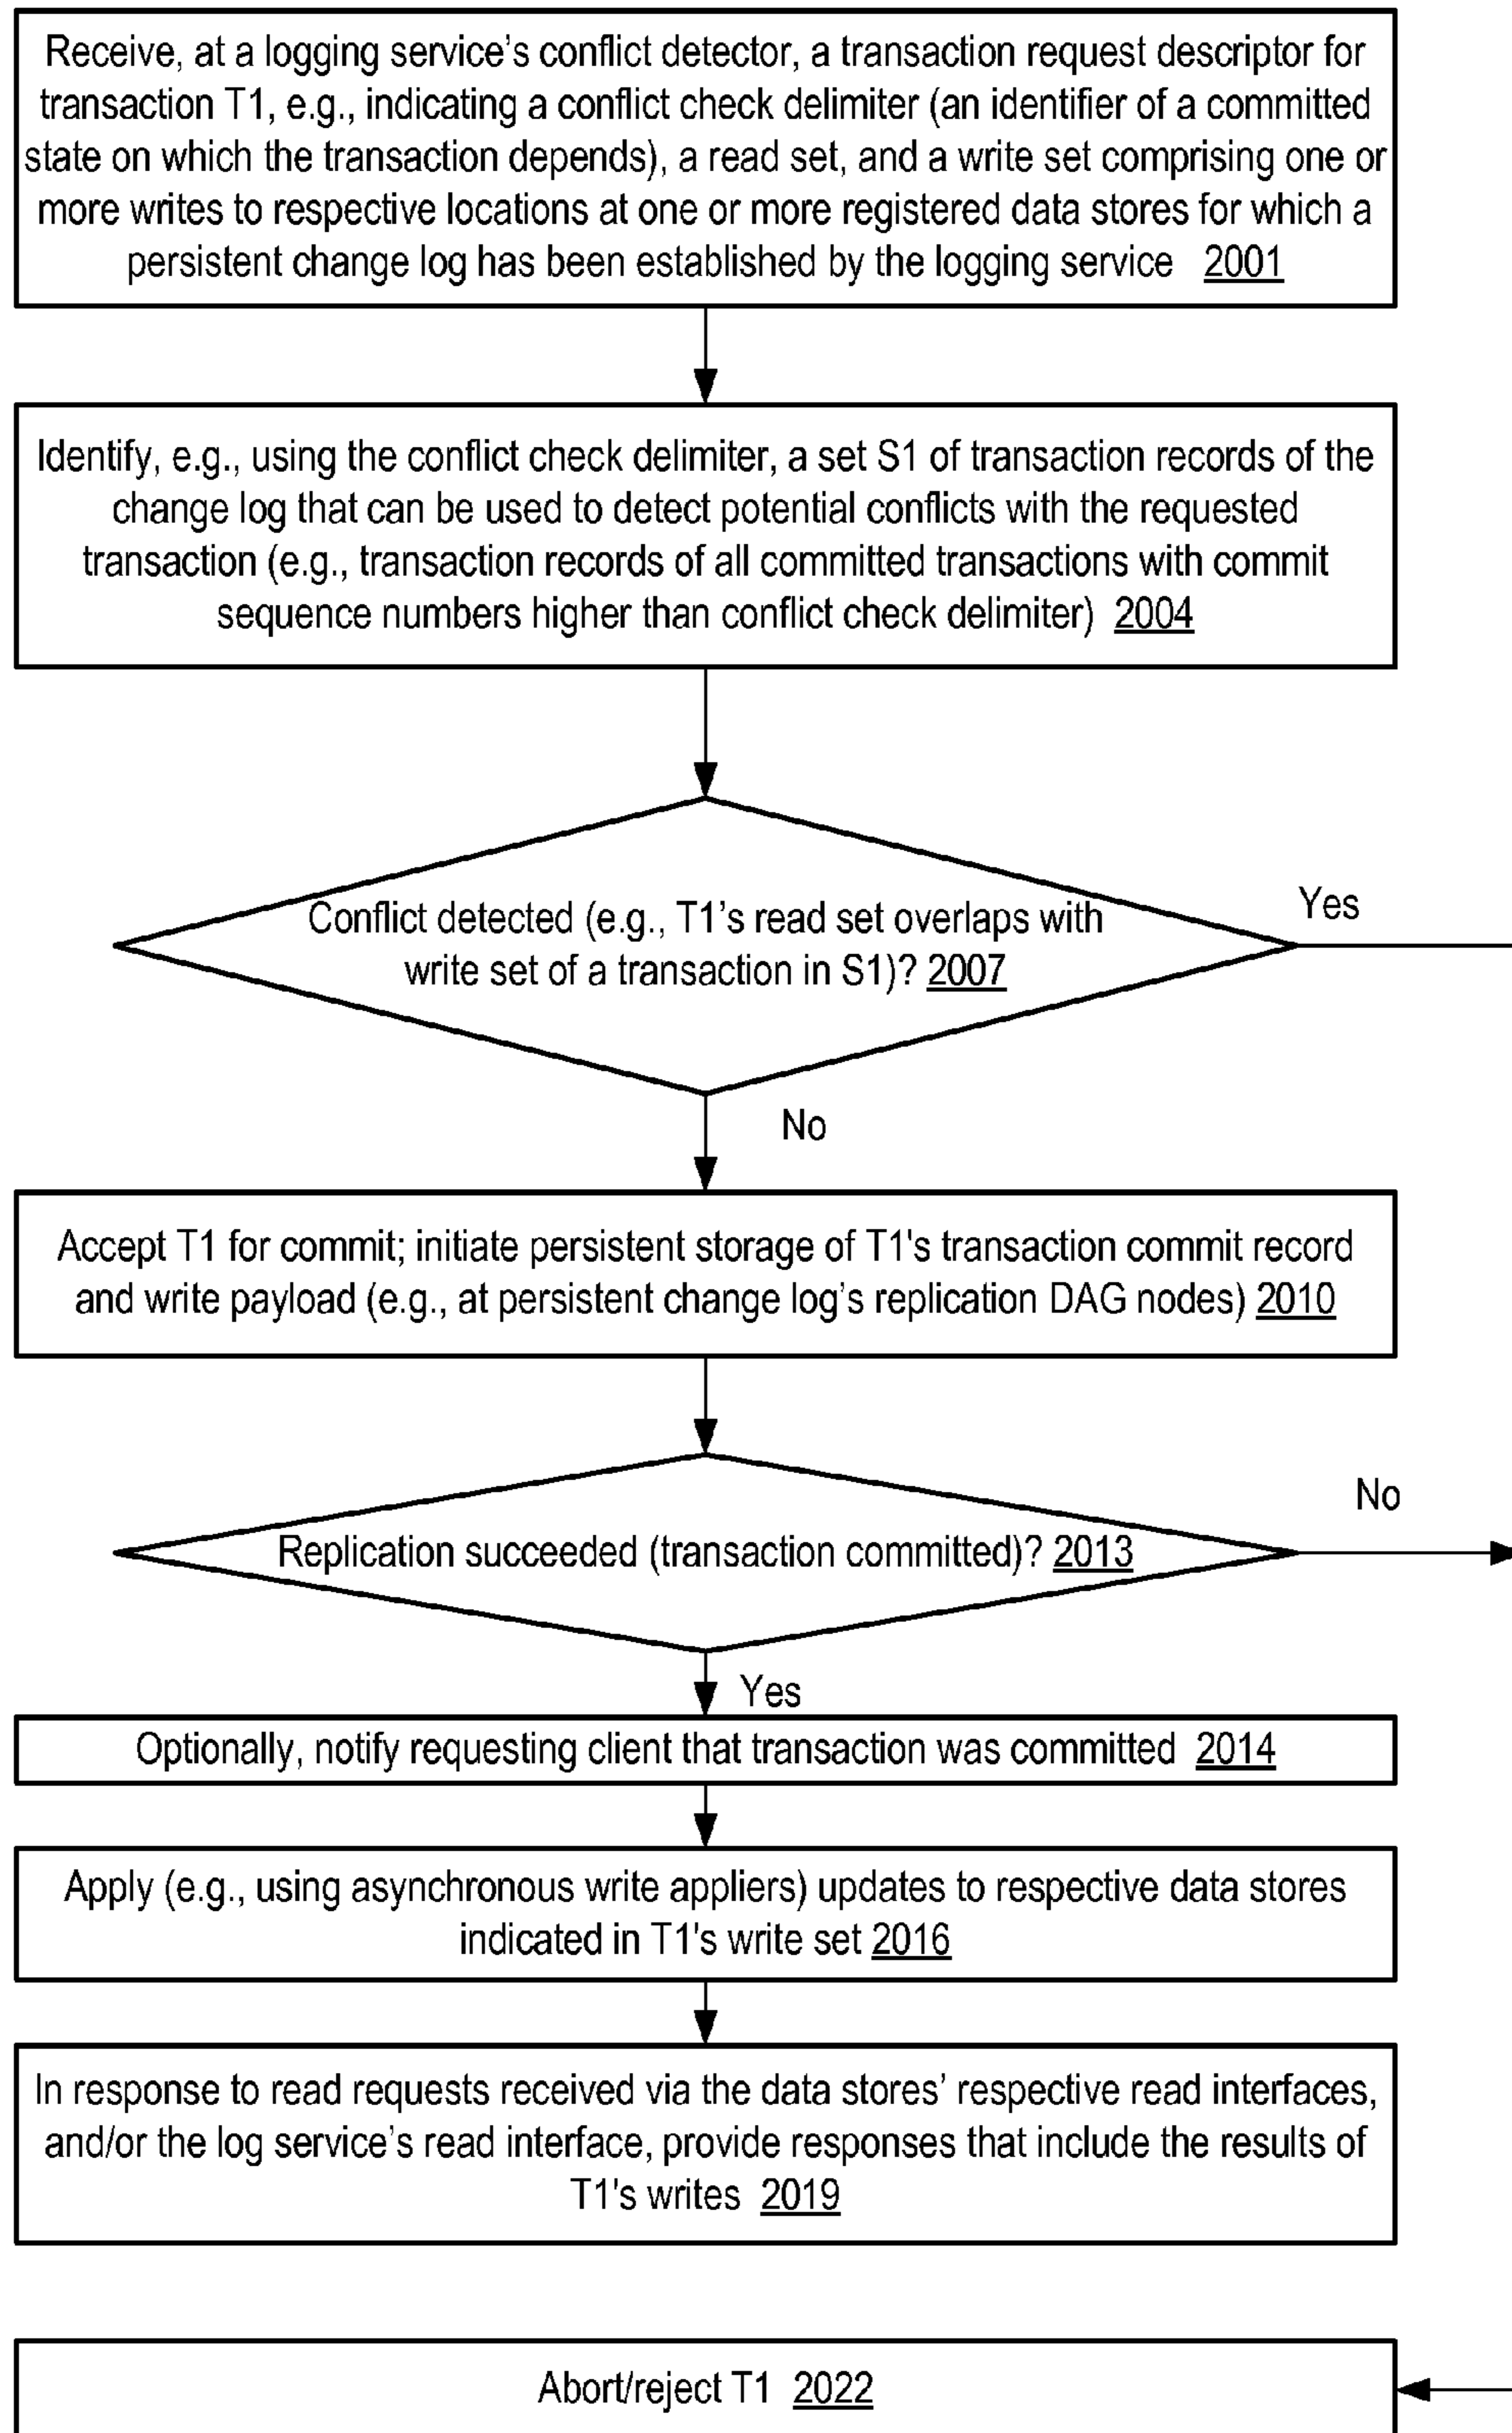 Receive, at a logging service's conflict detector, a transaction request descriptor for
transaction T1, e.g., indicating a conflict check delimiter (an identifier of a committed
state on which the transaction depends), a read set, and a write set comprising one or
more writes to respective locations at one or more registered data stores for which a
persistent change log has been established by the logging service 2001
Identify, e.g., using the conflict check delimiter, a set S1 of transaction records of the
change log that can be used to detect potential conflicts with the requested
transaction (e.g., transaction records of all committed transactions with commit
sequence numbers higher than conflict check delimiter) 2004
Yes
Conflict detected (e.g., T1's read set overlaps with
write set of a transaction in S1)? 2007
No
Accept T1 for commit; initiate persistent storage of T1's transaction commit record
and write payload (e.g., at persistent change log's replication DAG nodes) 2010
No
Replication succeeded (transaction committed)? 2013
Yes
Optionally, notify requesting client that transaction was committed 2014
Apply (e.g., using asynchronous write appliers) updates to respective data stores
indicated in T1's write set 2016
In response to read requests received via the data stores' respective read interfaces,
and/or the log service's read interface, provide responses that include the results of
T1's writes 2019
Abort/reject T1 2022